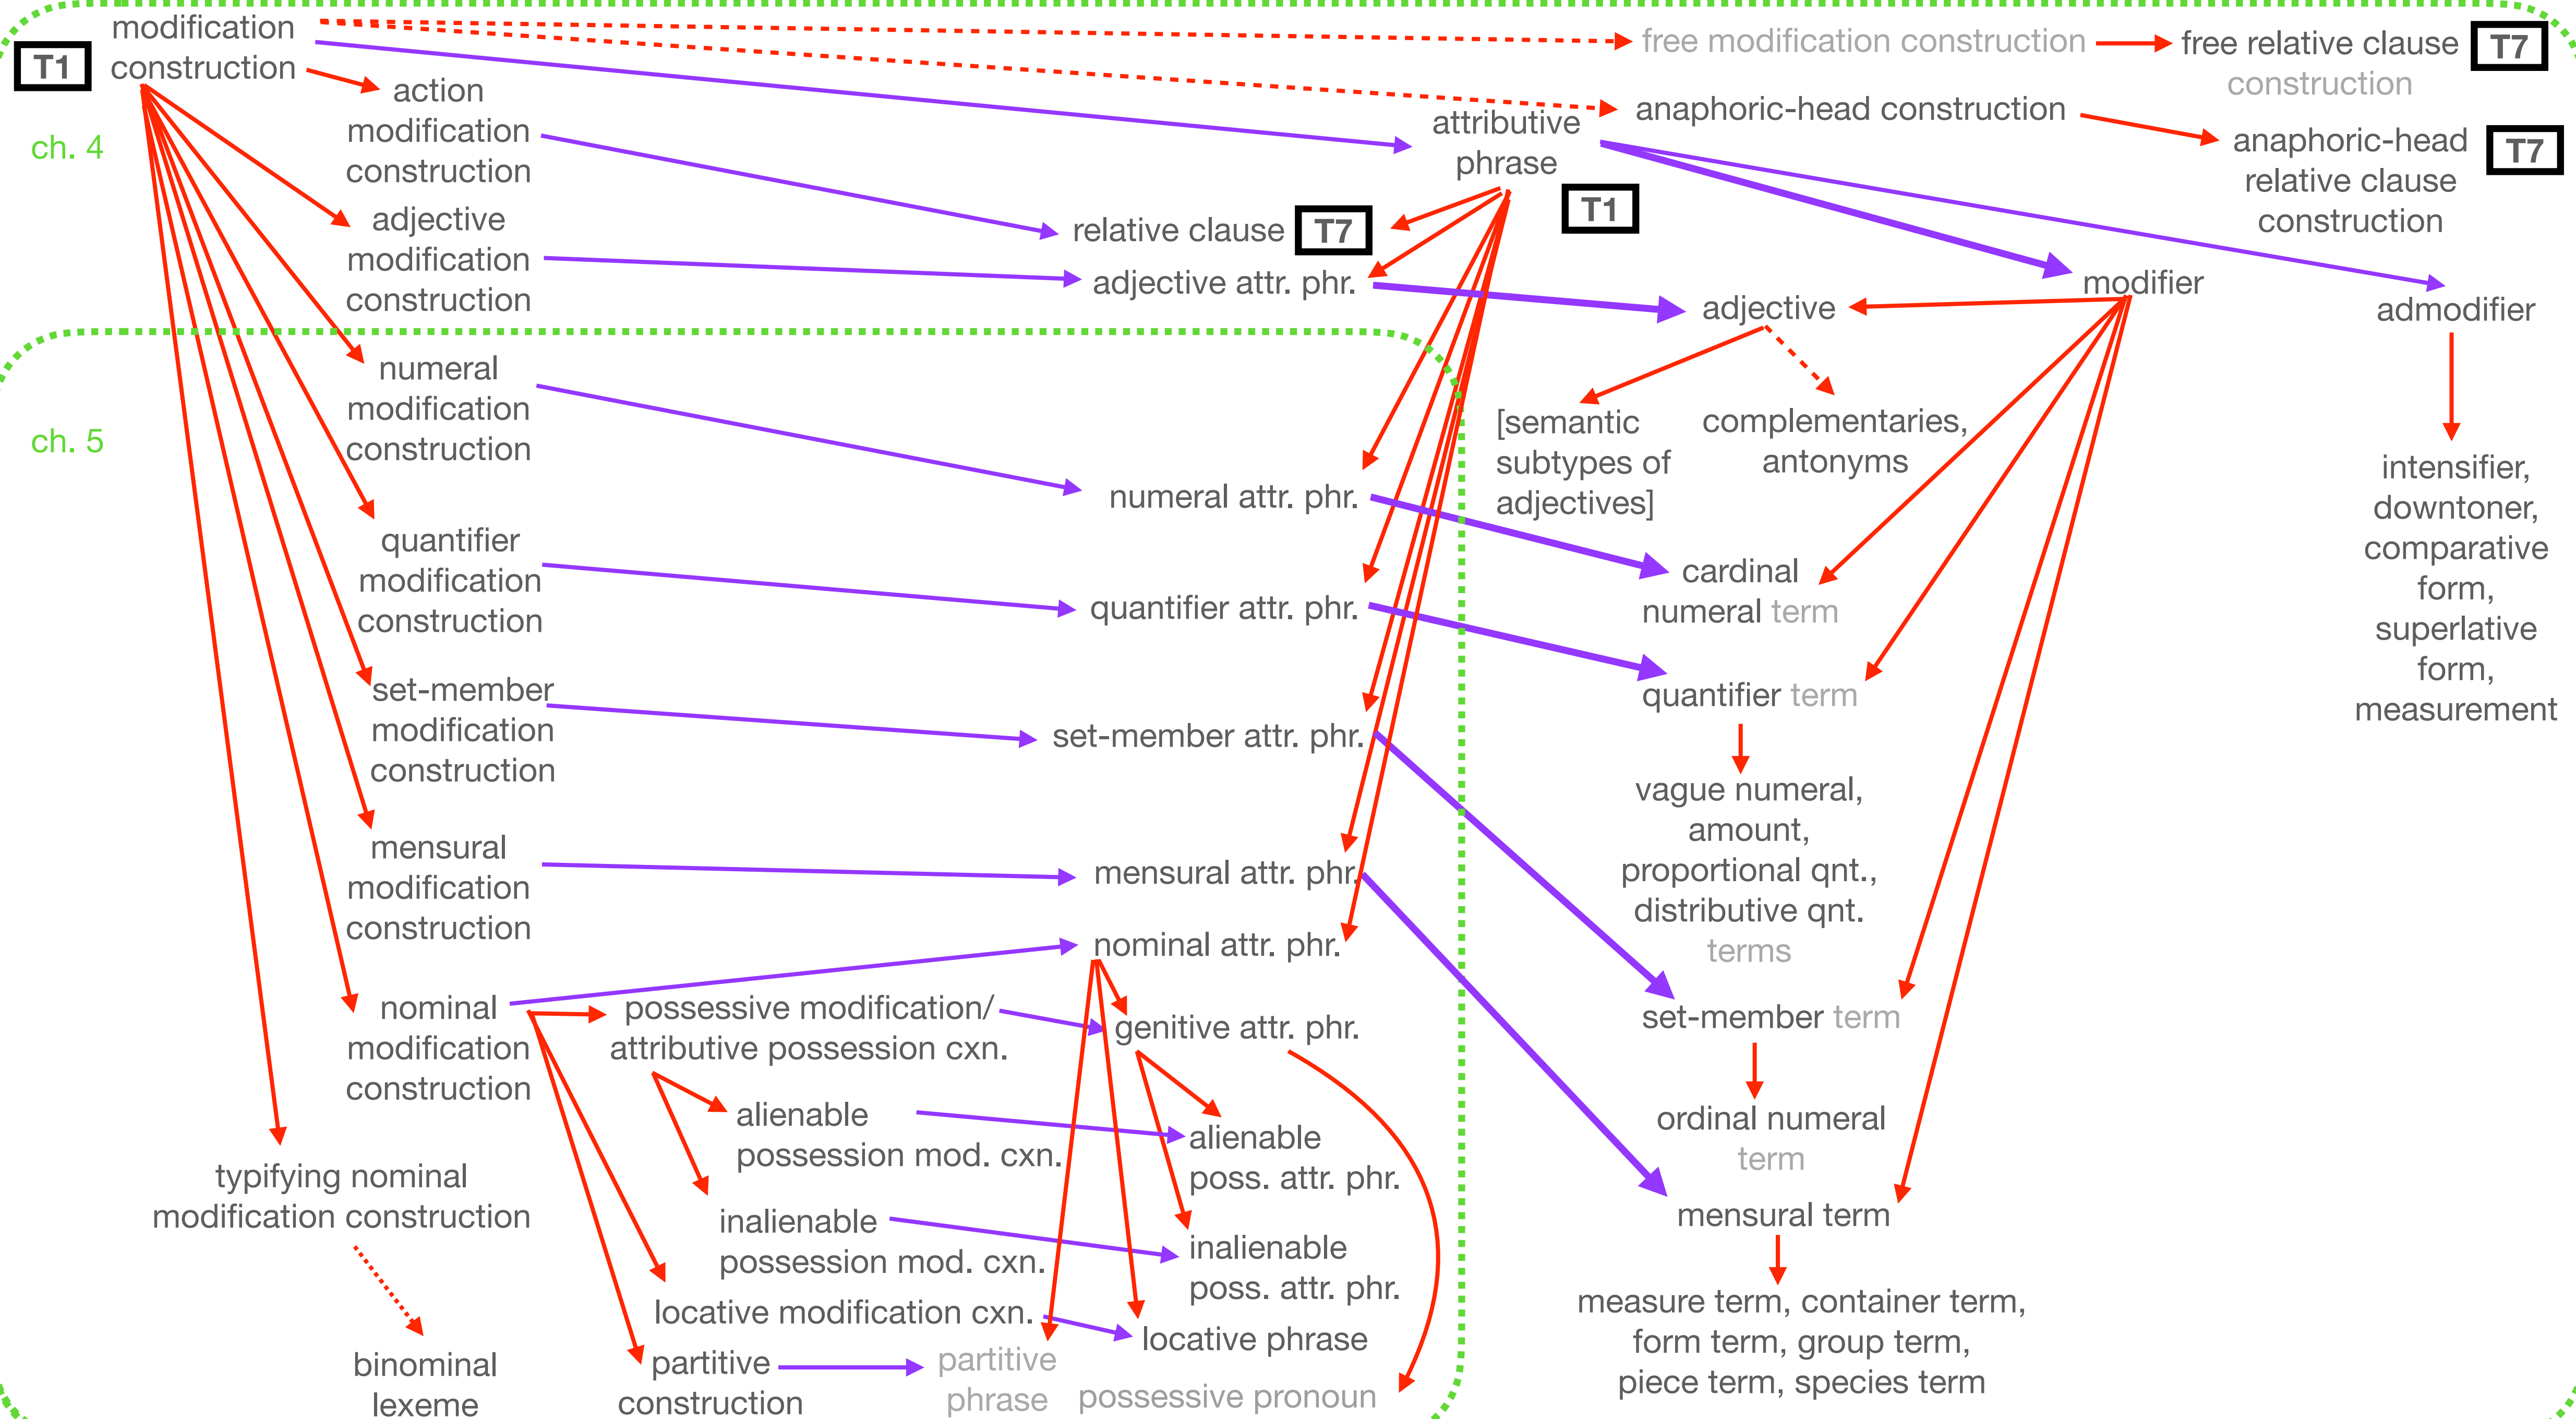 modification
construction
T1
ch. 4
action
modification
construction
adjective
modification
construction
free modification construction
free relative clause
construction
T7
anaphoric-head construction
anaphoric-head
relative clause
construction
T7
attributive
phrase
T1
relative clause
T7
adjective attr. phr.
adjective
modifier
admodifier
[semantic
subtypes of
adjectives]
complementaries,
antonyms
intensifier,
downtoner,
comparative
form,
superlative
form,
measurement
ch. 5
numeral
modification
construction
numeral attr. phr.
cardinal
numeral term
quantifier
modification
construction
quantifier attr. phr.
quantifier term
vague numeral,
amount,
proportional qnt.,
distributive qnt.
terms
set-member
modification
construction
set-member attr. phr.
set-member term
ordinal numeral
term
mensural
modification
construction
mensural attr. phr.
mensural term
measure term, container term,
form term, group term,
piece term, species term
nominal
modification
construction
nominal attr. phr.
possessive modification/
attributive possession cxn.
genitive attr. phr.
alienable
possession mod. cxn.
alienable
poss. attr. phr.
inalienable
possession mod. cxn.
inalienable
poss. attr. phr.
locative modification cxn.
locative phrase
partitive
construction
partitive
phrase
possessive pronoun
typifying nominal
modification construction
binominal
lexeme